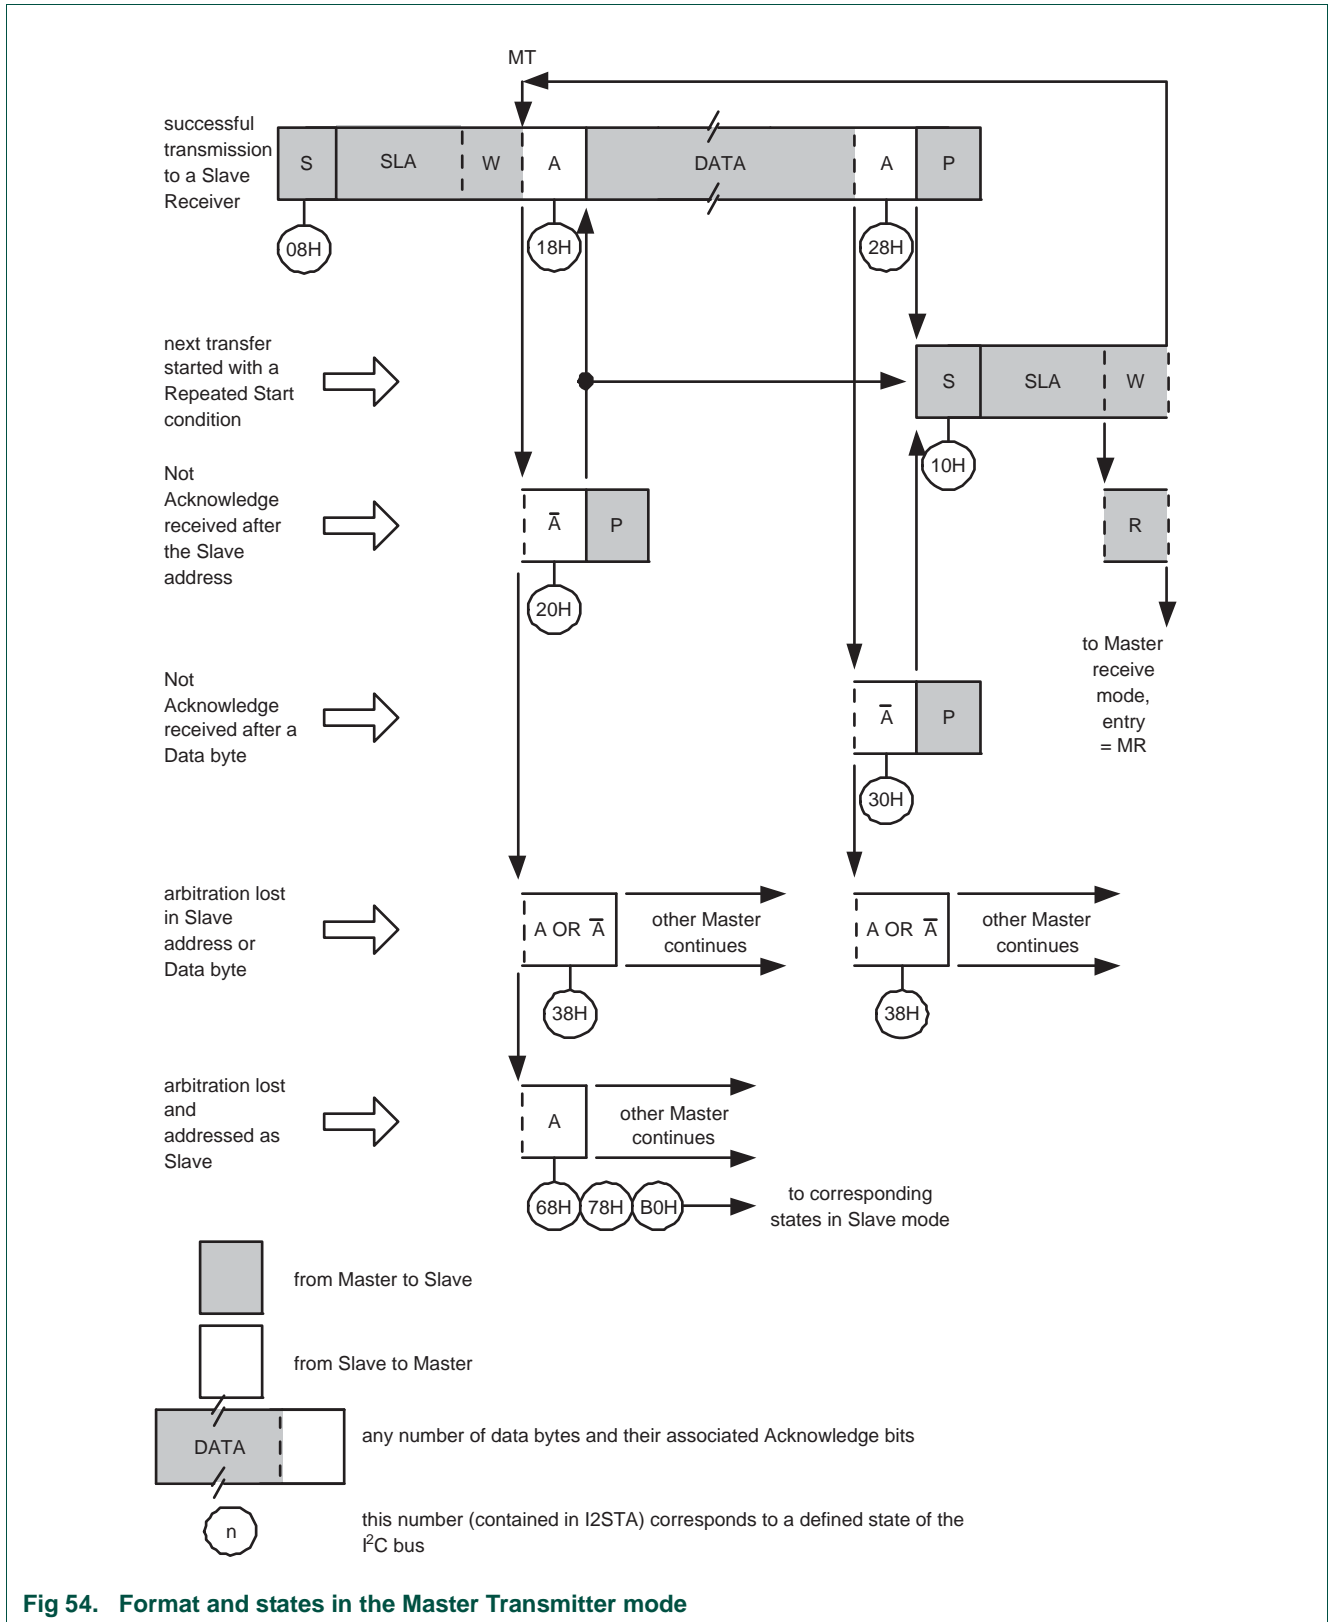 MT
successful
transmission
to a Slave
Receiver
S
SLA
W
A
DATA
A
P
08H
18H
28H
next transfer
started with a
Repeated Start
condition
S
SLA
W
10H
Not
Acknowledge
received after
the Slave
address
A̅
P
R
20H
to Master
receive
mode,
entry
= MR
Not
Acknowledge
received after a
Data byte
A̅
P
30H
arbitration lost
in Slave
address or
Data byte
A OR A̅
other Master
continues
A OR A̅
other Master
continues
38H
38H
arbitration lost
and
addressed as
Slave
A
other Master
continues
68H
78H
B0H
to corresponding
states in Slave mode
from Master to Slave
from Slave to Master
DATA
any number of data bytes and their associated Acknowledge bits
n
this number (contained in I2STA) corresponds to a defined state of the
I²C bus
Fig 54. Format and states in the Master Transmitter mode